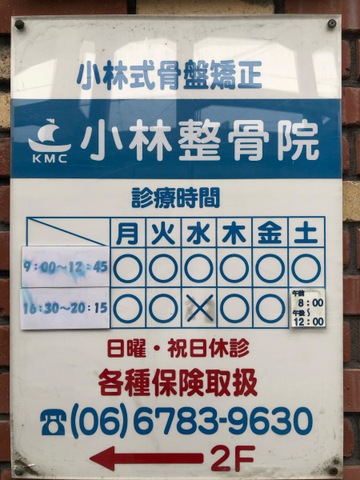 小林式骨盤矯正
KMC 小林整骨院
診療時間
月 火 水 木 金 土
9:00〜12:45 ○ ○ ○ ○ ○ ○
16:30〜20:15 ○ ○ × ○ ○ 午前 8:00 午後〜 12:00
日曜・祝日休診
各種保険取扱
☎(06)6783-9630
← 2F